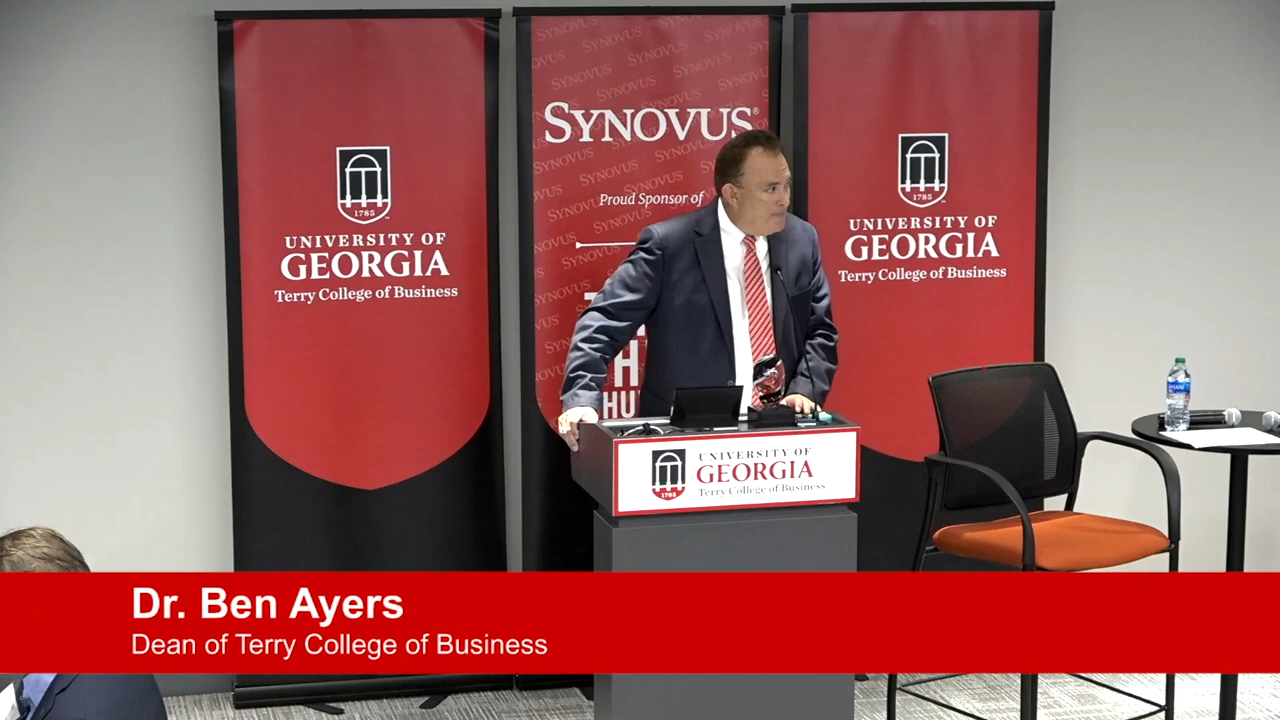 SYNOVUS®
Proud Sponsor of
1785
UNIVERSITY OF
GEORGIA
Terry College of Business
1785
UNIVERSITY OF
GEORGIA
Terry College of Business
1785
UNIVERSITY OF
GEORGIA
Terry College of Business
Dr. Ben Ayers
Dean of Terry College of Business